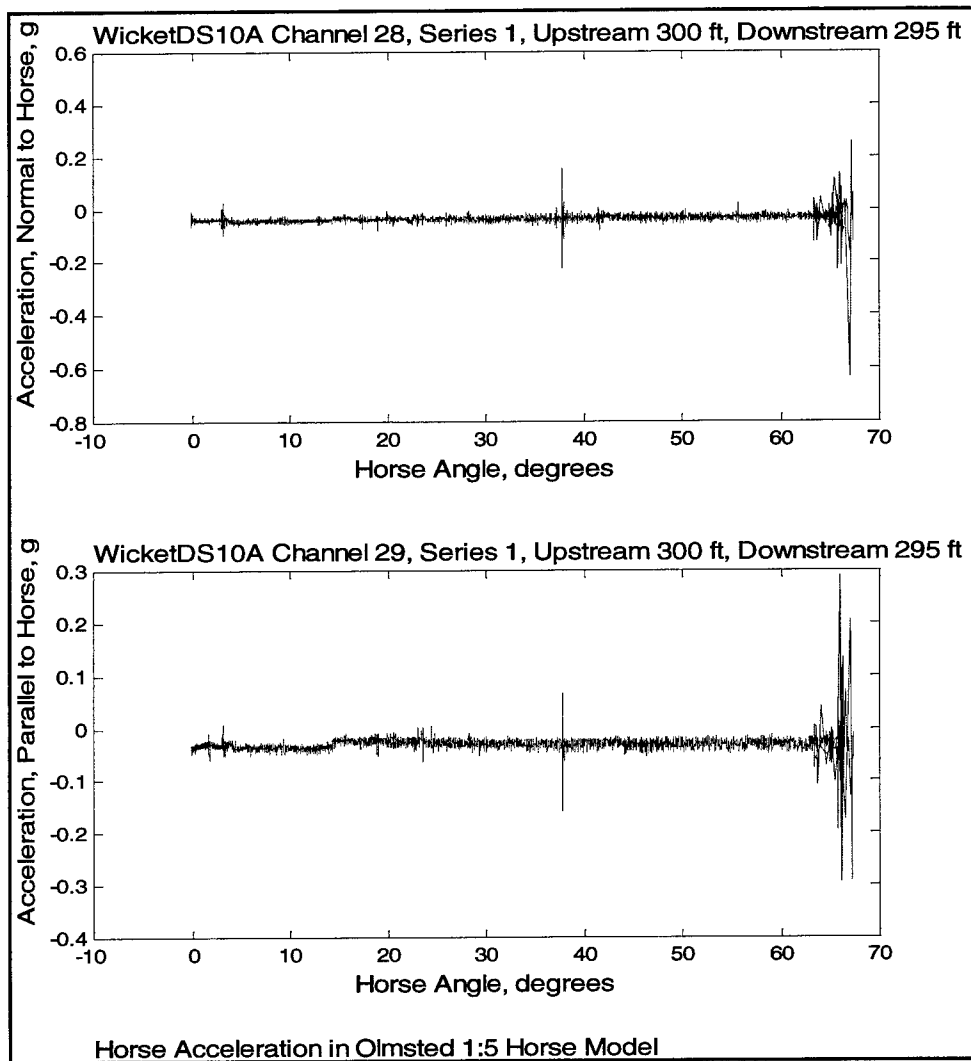 WicketDS10A Channel 28, Series 1, Upstream 300 ft, Downstream 295 ft
Acceleration, Normal to Horse, g
0.6
0.4
0.2
0
-0.2
-0.4
-0.6
-0.8
-10 0 10 20 30 40 50 60 70
Horse Angle, degrees
WicketDS10A Channel 29, Series 1, Upstream 300 ft, Downstream 295 ft
Acceleration, Parallel to Horse, g
0.3
0.2
0.1
0
-0.1
-0.2
-0.3
-0.4
-10 0 10 20 30 40 50 60 70
Horse Angle, degrees
Horse Acceleration in Olmsted 1:5 Horse Model